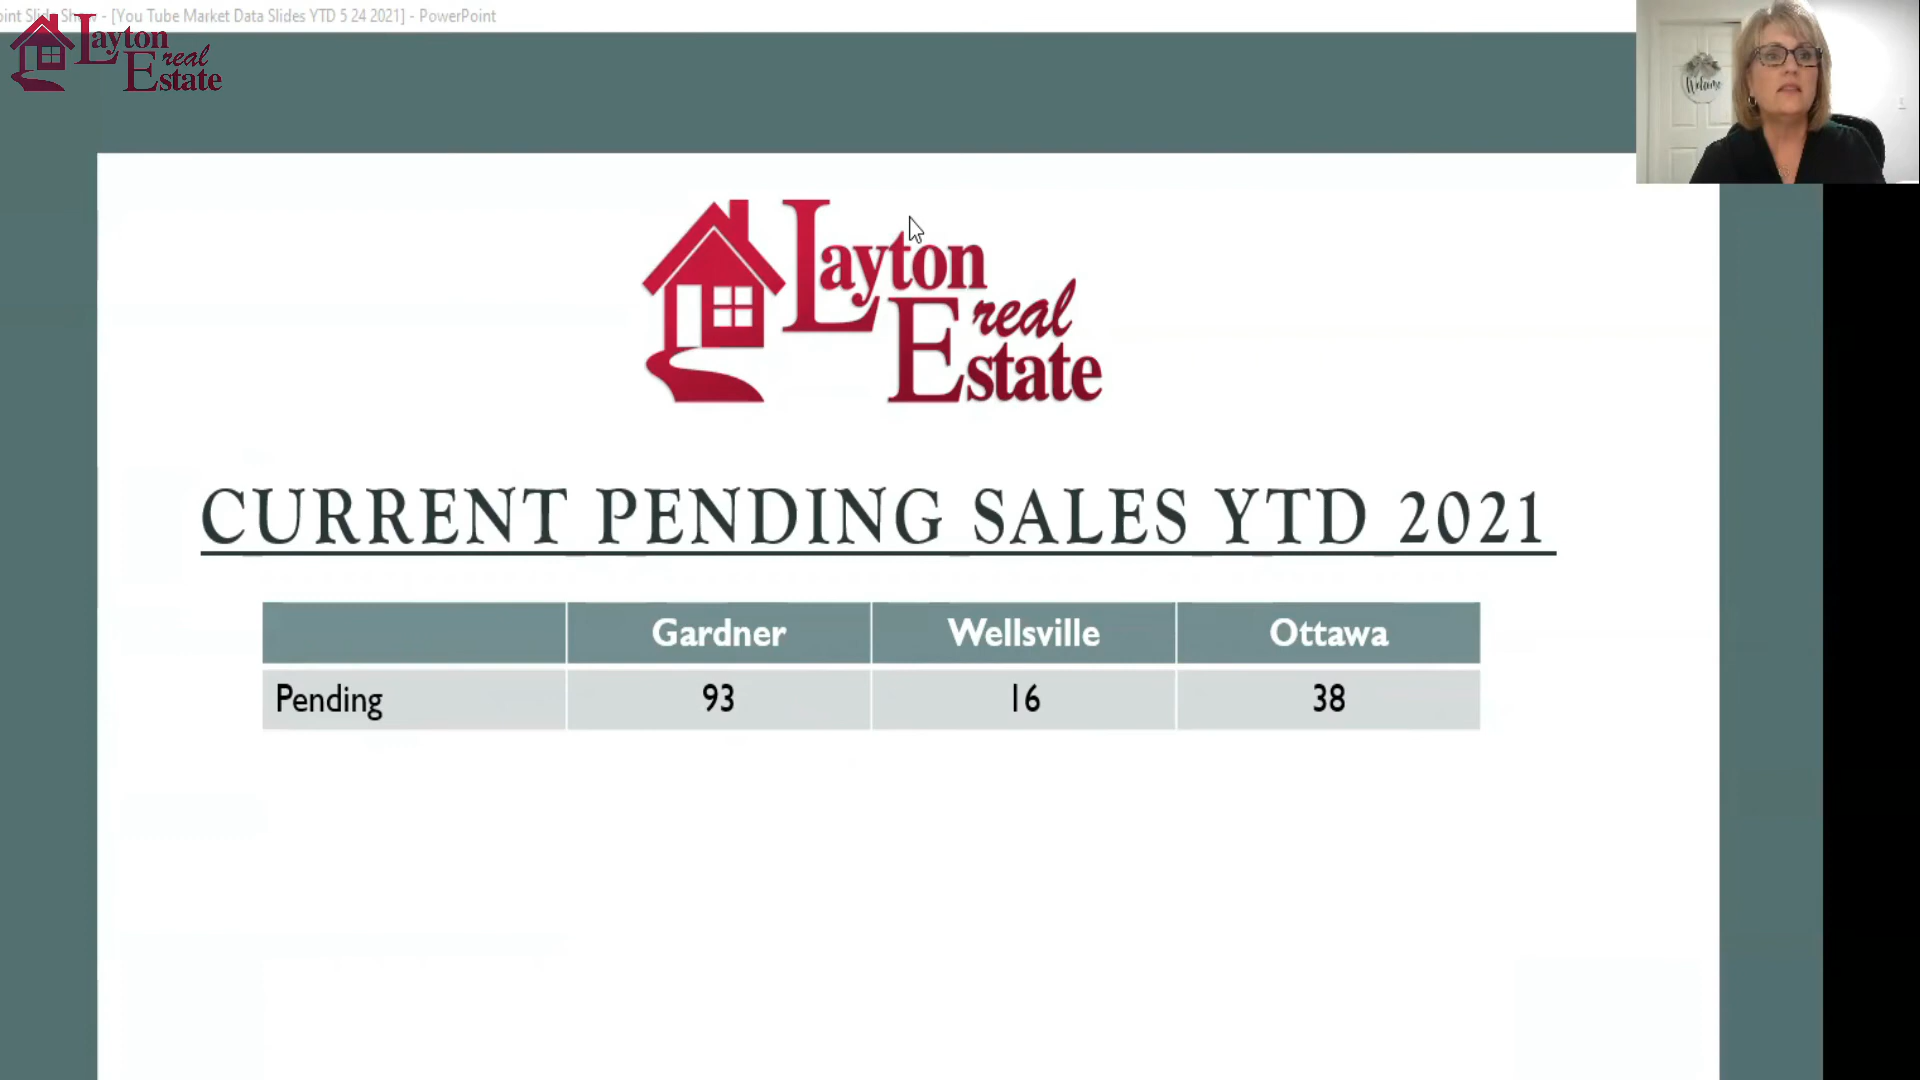 - [You Tube Market Data Slides YTD 5 24 2021] - PowerPoint
Layton
real
Estate
Welcome
Layton
real
Estate
CURRENT PENDING SALES YTD 2021
Gardner Wellsville Ottawa
Pending 93 16 38